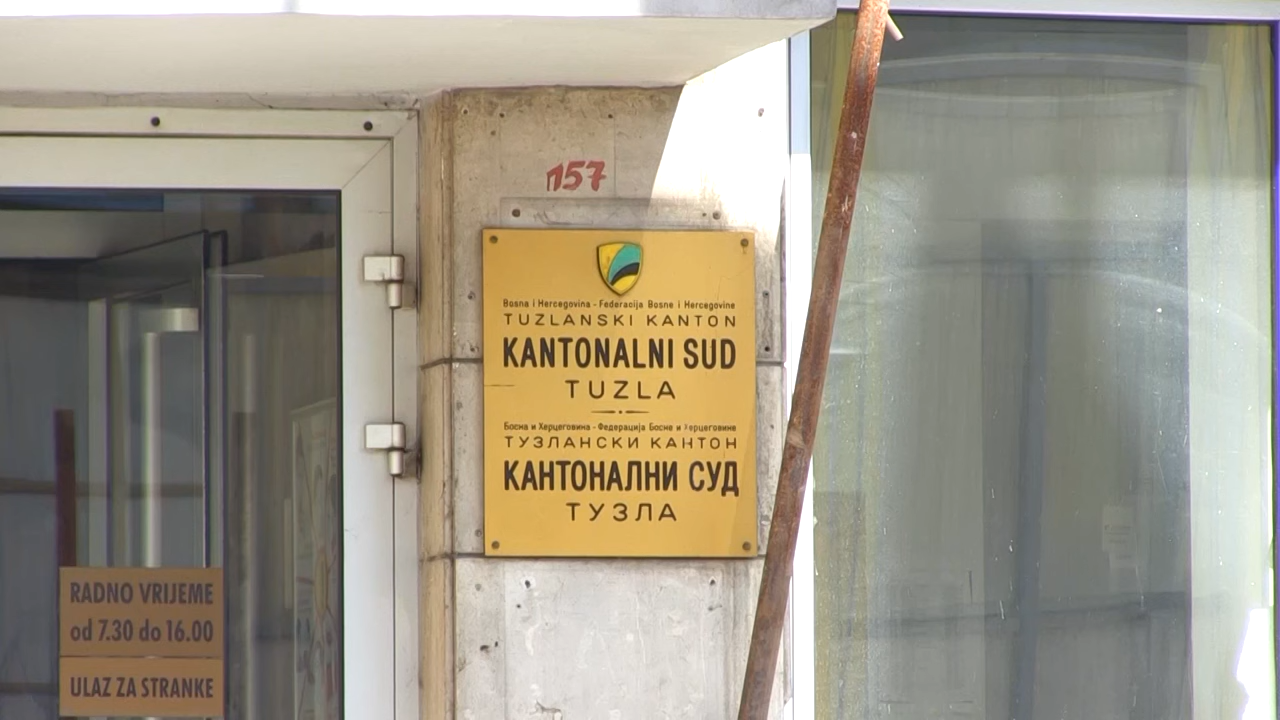 п57
Bosna i Hercegovina - Federacija Bosne i Hercegovine
TUZLANSKI KANTON
KANTONALNI SUD
TUZLA
Босна и Херцеговина - Федерација Босне и Херцеговине
ТУЗЛАНСКИ КАНТОН
КАНТОНАЛНИ СУД
ТУЗЛА
RADNO VRIJEME
od 7.30 do 16.00
ULAZ ZA STRANKE